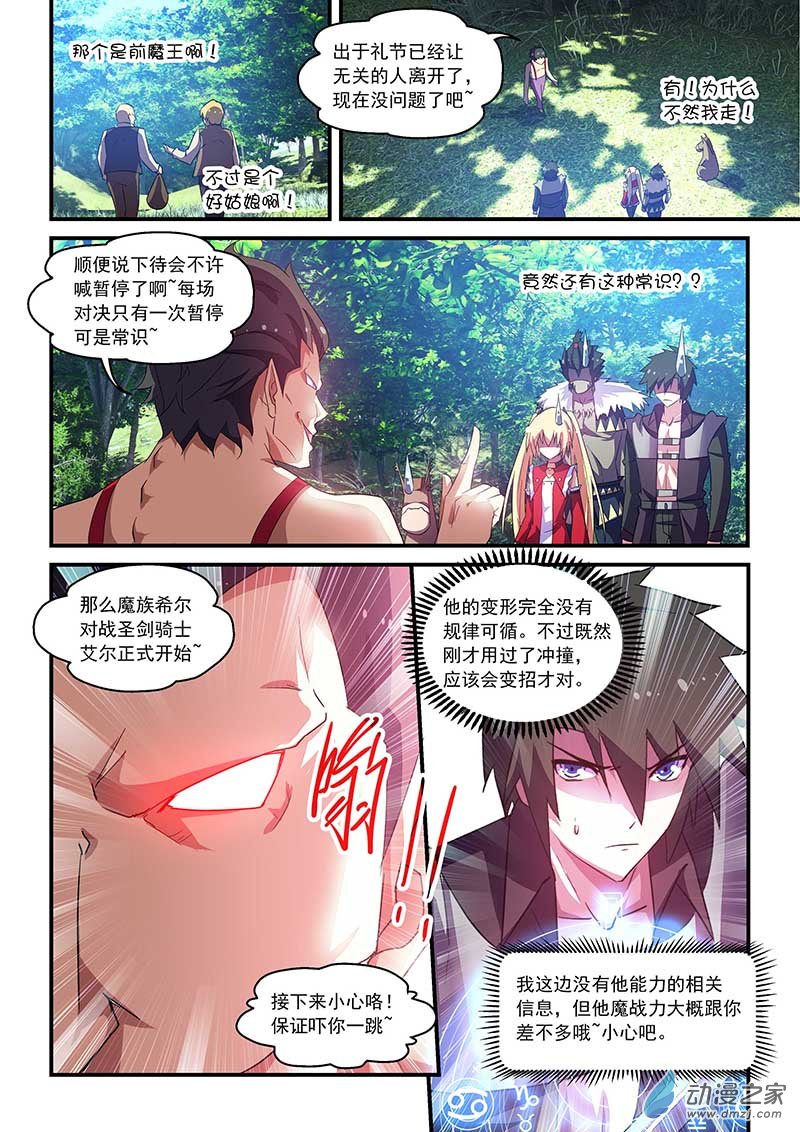 那个是前魔王啊！
不过是个
好姑娘啊！
出于礼节已经让
无关的人离开了，
现在没问题了吧~
有！为什么
不然我走！
顺便说下待会不许
喊暂停了啊~每场
对决只有一次暂停
可是常识~
竟然还有这种常识？？
那么魔族希尔
对战圣剑骑士
艾尔正式开始~
嗡！！
接下来小心咯！
保证吓你一跳~
他的变形完全没有
规律可循。不过既然
刚才用过了冲撞，
应该会变招才对。
我这边没有他能力的相关
信息，但他魔战力大概跟你
差不多哦~小心吧。
动漫之家
www.dmzj.com